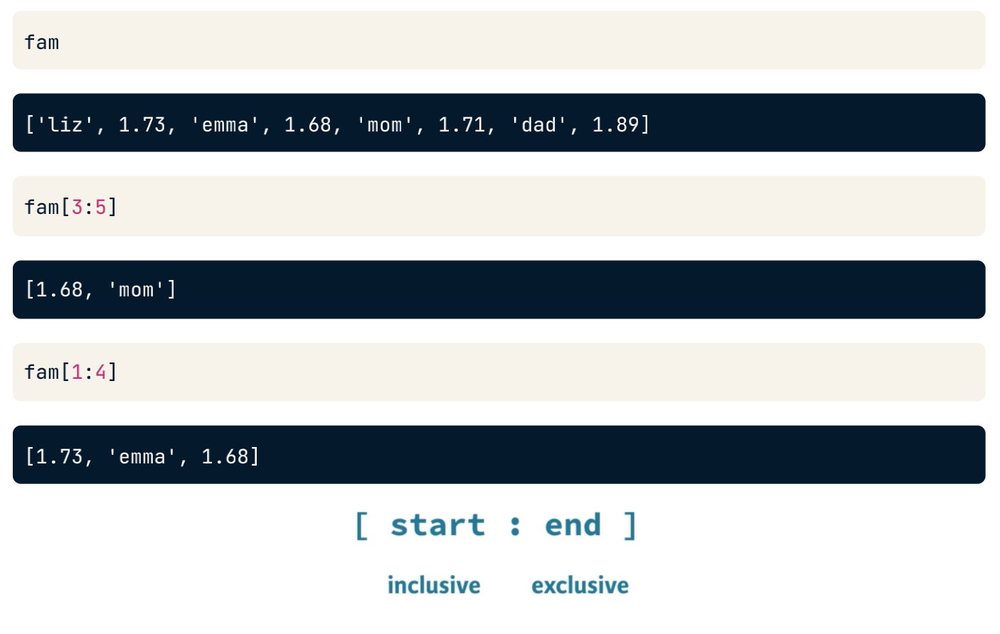 fam
['liz', 1.73, 'emma', 1.68, 'mom', 1.71, 'dad', 1.89]
fam[3:5]
[1.68, 'mom']
fam[1:4]
[1.73, 'emma', 1.68]
[ start : end ]
inclusive exclusive